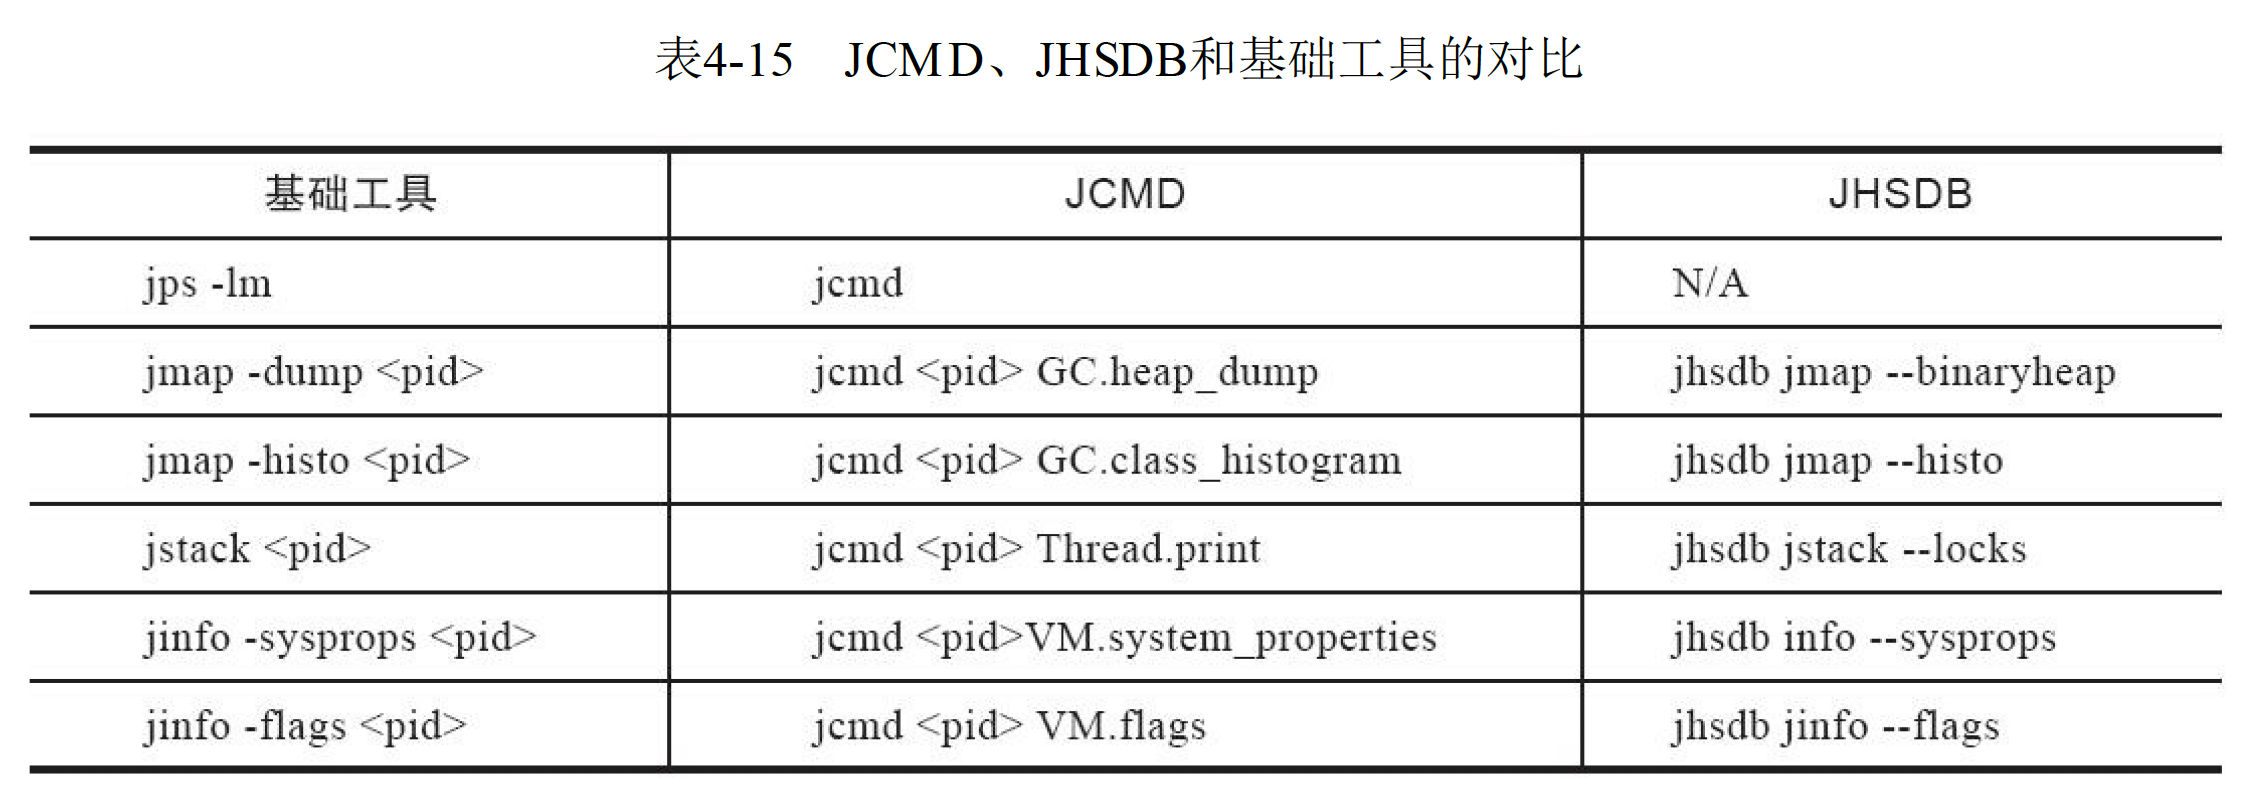 表4-15 JCMD、JHSDB和基础工具的对比
基础工具 JCMD JHSDB
jps -lm jcmd N/A
jmap -dump <pid> jcmd <pid> GC.heap_dump jhsdb jmap --binaryheap
jmap -histo <pid> jcmd <pid> GC.class_histogram jhsdb jmap --histo
jstack <pid> jcmd <pid> Thread.print jhsdb jstack --locks
jinfo -sysprops <pid> jcmd <pid>VM.system_properties jhsdb info --sysprops
jinfo -flags <pid> jcmd <pid> VM.flags jhsdb jinfo --flags